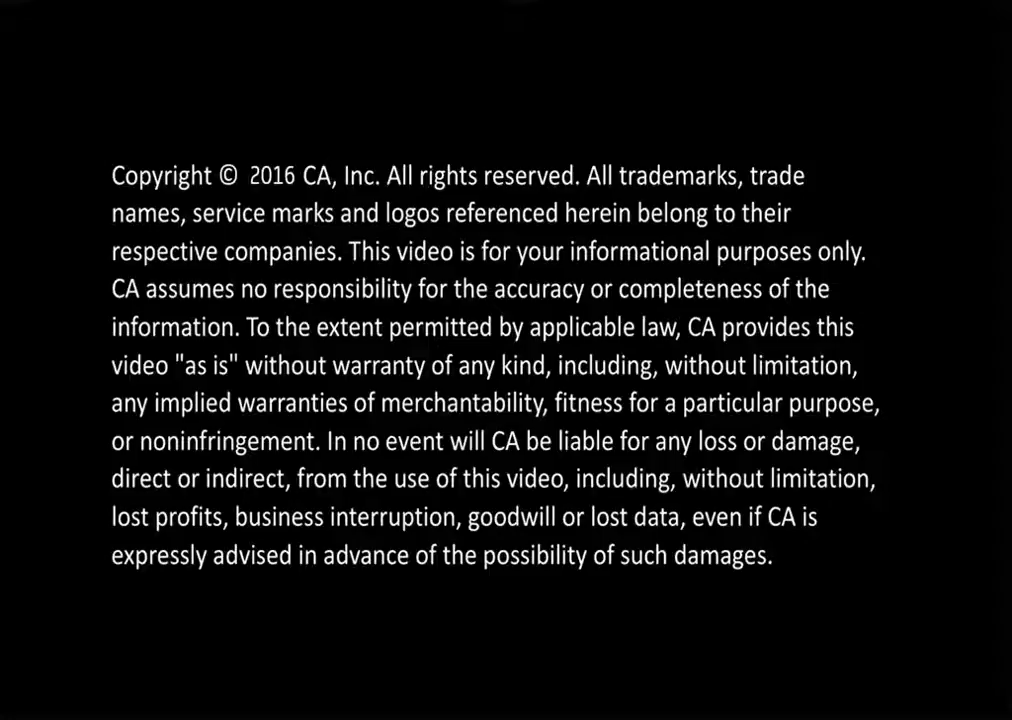 Copyright © 2016 CA, Inc. All rights reserved. All trademarks, trade
names, service marks and logos referenced herein belong to their
respective companies. This video is for your informational purposes only.
CA assumes no responsibility for the accuracy or completeness of the
information. To the extent permitted by applicable law, CA provides this
video "as is" without warranty of any kind, including, without limitation,
any implied warranties of merchantability, fitness for a particular purpose,
or noninfringement. In no event will CA be liable for any loss or damage,
direct or indirect, from the use of this video, including, without limitation,
lost profits, business interruption, goodwill or lost data, even if CA is
expressly advised in advance of the possibility of such damages.